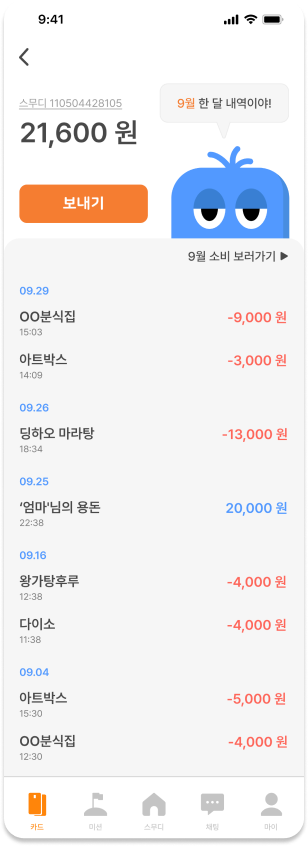 9:41
9월 한 달 내역이야!
스무디 110504428105
21,600 원
보내기
9월 소비 보러가기 ▶
09.29
OO분식집 -9,000 원
15:03
아트박스 -3,000 원
14:09
09.26
딩하오 마라탕 -13,000 원
18:34
09.25
‘엄마'님의 용돈 20,000 원
22:38
09.16
왕가탕후루 -4,000 원
12:38
다이소 -4,000 원
11:38
09.04
아트박스 -5,000 원
15:30
OO분식집 -4,000 원
12:30
카드 미션 스무디 채팅 마이